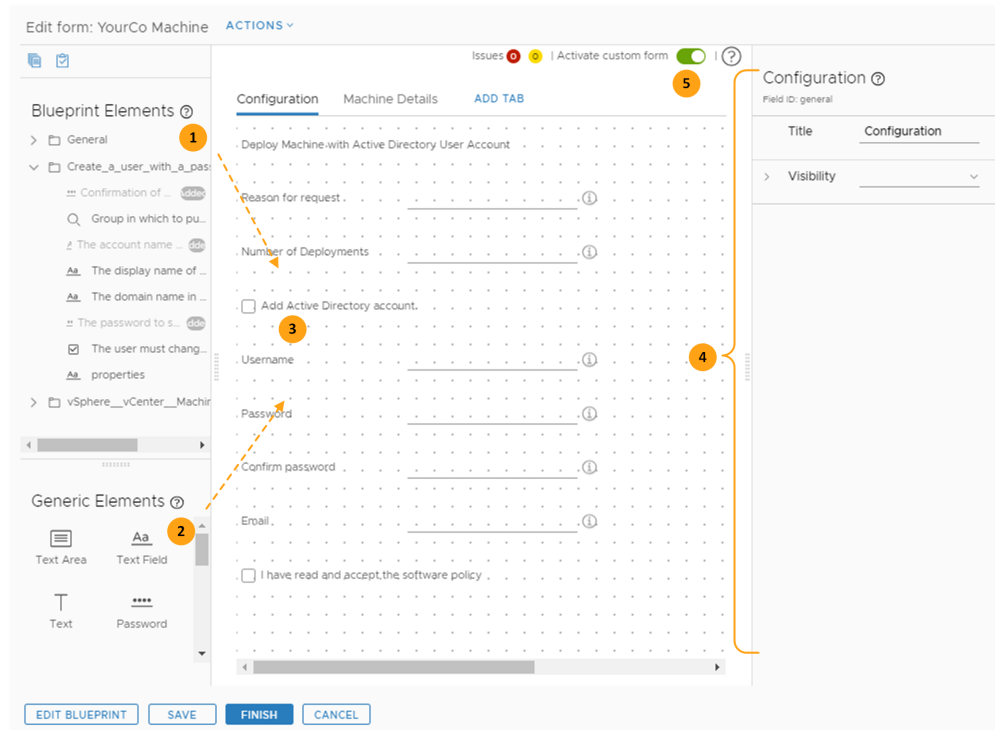 Edit form: YourCo Machine
ACTIONS
Issues 0 0 | Activate custom form |
5
Blueprint Elements
1
General
Create_a_user_with_a_pas
Confirmation of ...
Group in which to pu...
The account name ...
The display name of ...
The domain name in ...
The password to s...
The user must chang...
properties
vSphere__vCenter__Machin
Generic Elements
2
Text Area
Text Field
Text
Password
Configuration
Machine Details
ADD TAB
Deploy Machine with Active Directory User Account
Reason for request
Number of Deployments
Add Active Directory account.
3
Username
Password
Confirm password
Email
I have read and accept the software policy
4
Configuration
Field ID: general
Title Configuration
Visibility
EDIT BLUEPRINT
SAVE
FINISH
CANCEL